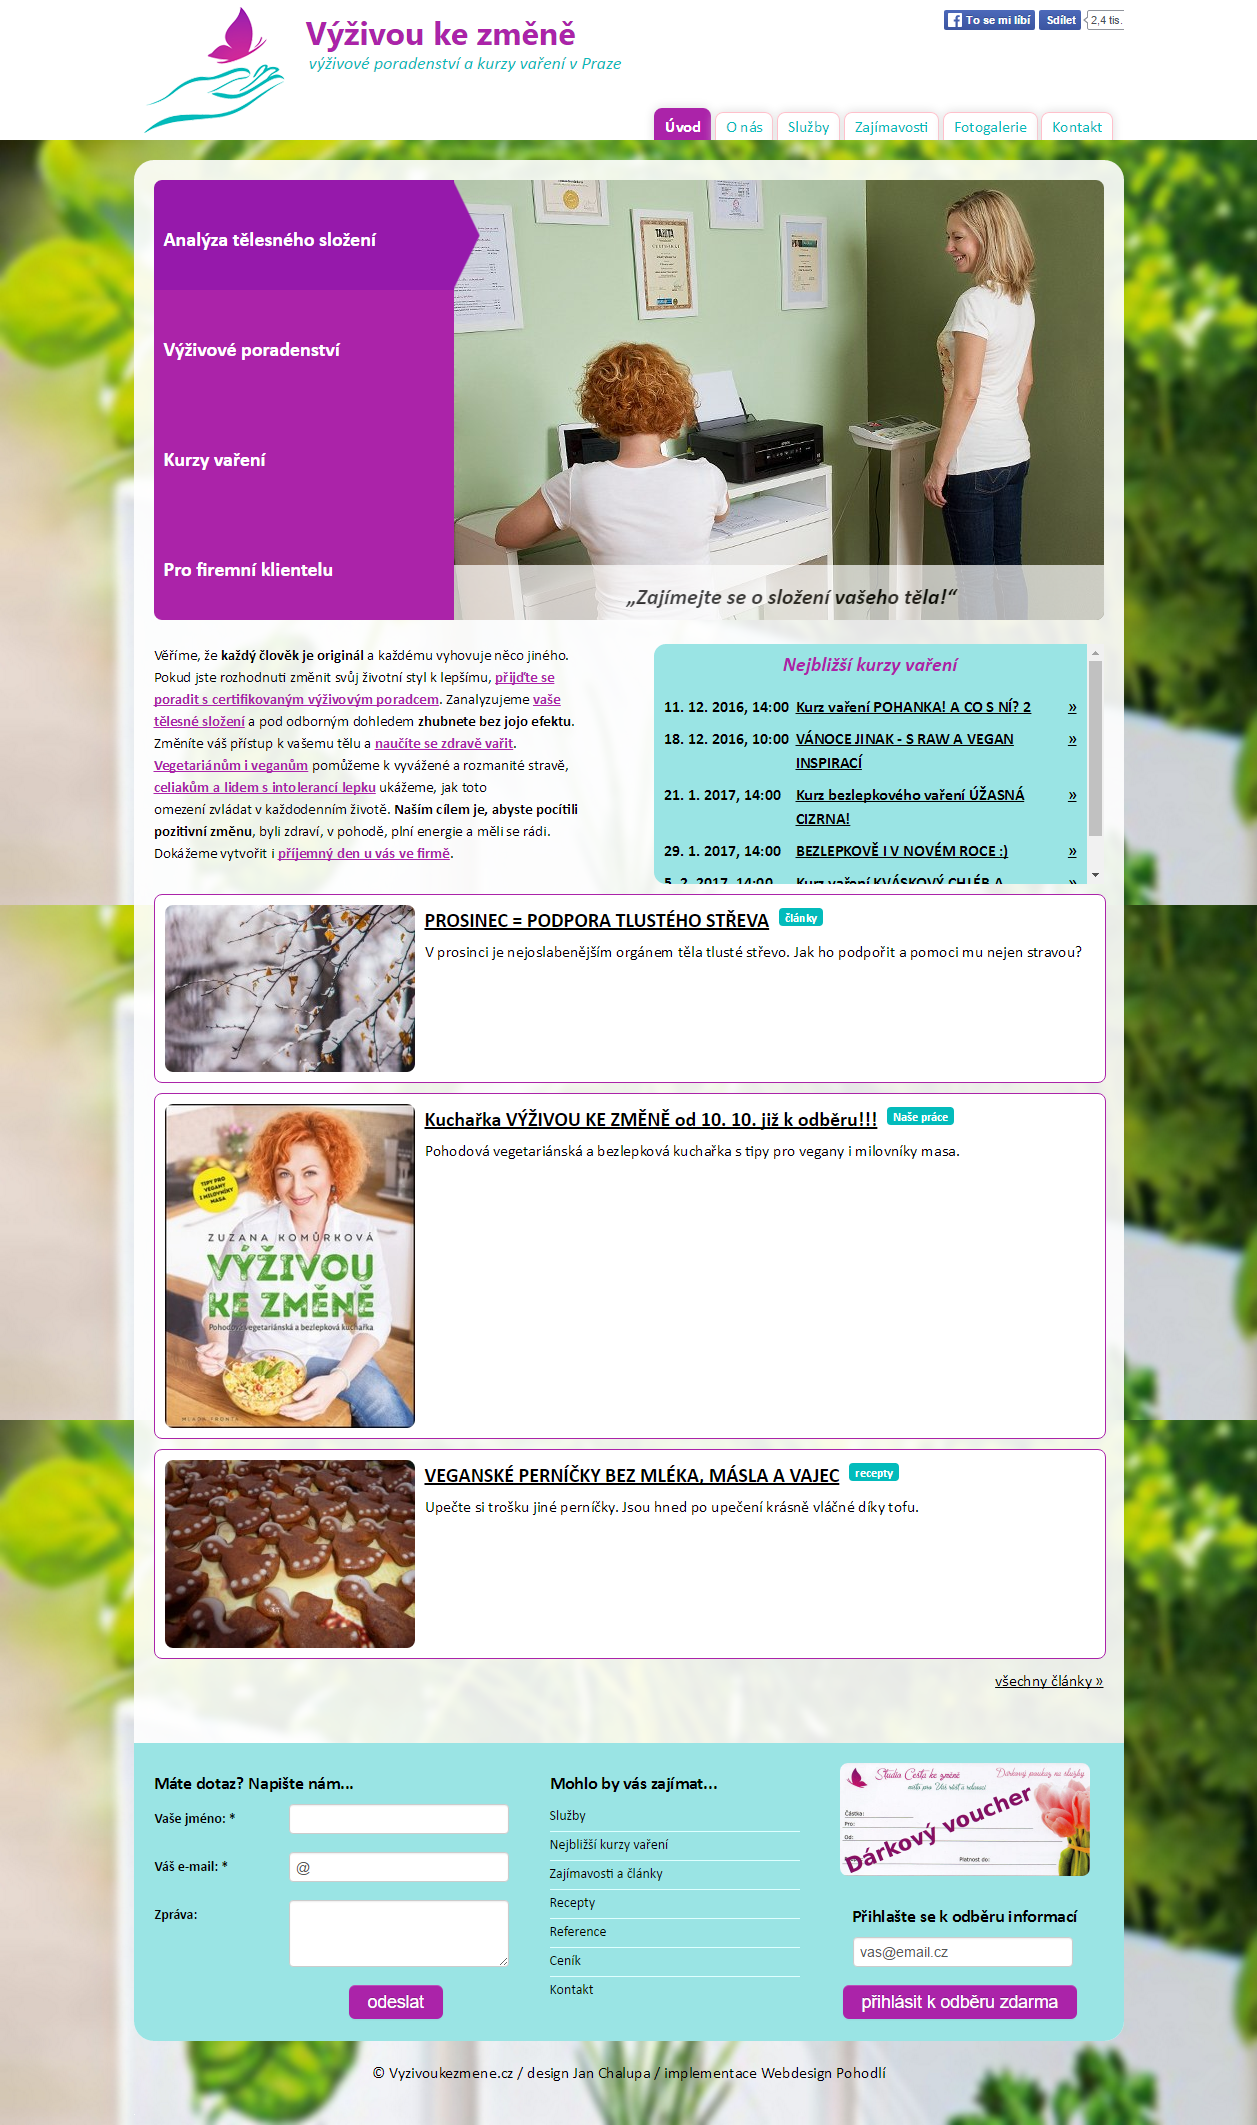 Výživou ke změně
výživové poradenství a kurzy vaření v Praze
To se mi líbí
Sdílet
2,4 tis.
Úvod
O nás
Služby
Zajímavosti
Fotogalerie
Kontakt
Analýza tělesného složení
Výživové poradenství
Kurzy vaření
Pro firemní klientelu
TANITA
„Zajímejte se o složení vašeho těla!“
Věříme, že každý člověk je originál a každému vyhovuje něco jiného.
Pokud jste rozhodnuti změnit svůj životní styl k lepšímu, přijďte se
poradit s certifikovaným výživovým poradcem. Zanalyzujeme vaše
tělesné složení a pod odborným dohledem zhubnete bez jojo efektu.
Změníte váš přístup k vašemu tělu a naučíte se zdravě vařit.
Vegetariánům i veganům pomůžeme k vyvážené a rozmanité stravě,
celiakům a lidem s intolerancí lepku ukážeme, jak toto
omezení zvládat v každodenním životě. Naším cílem je, abyste pocítili
pozitivní změnu, byli zdraví, v pohodě, plní energie a měli se rádi.
Dokážeme vytvořit i příjemný den u vás ve firmě.
Nejbližší kurzy vaření
11. 12. 2016, 14:00 Kurz vaření POHANKA! A CO S NÍ? 2 »
18. 12. 2016, 10:00 VÁNOCE JINAK - S RAW A VEGAN »
INSPIRACÍ
21. 1. 2017, 14:00 Kurz bezlepkového vaření ÚŽASNÁ »
CIZRNA!
29. 1. 2017, 14:00 BEZLEPKOVĚ I V NOVÉM ROCE :) »
5. 2. 2017, 14:00 Kurz vaření KVÁSKOVÝ CHLÉB A »
PROSINEC = PODPORA TLUSTÉHO STŘEVA články
V prosinci je nejoslabenějším orgánem těla tlusté střevo. Jak ho podpořit a pomoci mu nejen stravou?
Kuchařka VÝŽIVOU KE ZMĚNĚ od 10. 10. již k odběru!!! Naše práce
Pohodová vegetariánská a bezlepková kuchařka s tipy pro vegany i milovníky masa.
TIPY PRO
VEGANY
I MILOVNÍKY
MASA
ZUZANA KOMŮRKOVÁ
VÝŽIVOU
KE ZMĚNĚ
Pohodová vegetariánská a bezlepková kuchařka
MLADÁ FRONTA
VEGANSKÉ PERNÍČKY BEZ MLÉKA, MÁSLA A VAJEC recepty
Upečte si trošku jiné perníčky. Jsou hned po upečení krásně vláčné díky tofu.
všechny články »
Máte dotaz? Napište nám...
Vaše jméno: *
Váš e-mail: *
@
Zpráva:
odeslat
Mohlo by vás zajímat...
Služby
Nejbližší kurzy vaření
Zajímavosti a články
Recepty
Reference
Ceník
Kontakt
Studio Cesta ke změně
místo pro Váš růst a relaxaci
Dárkový poukaz na služby
Částka:
Pro:
Od:
Platnost do:
Dárkový voucher
Přihlašte se k odběru informací
vas@email.cz
přihlásit k odběru zdarma
© Vyzivoukezmene.cz / design Jan Chalupa / implementace Webdesign Pohodlí